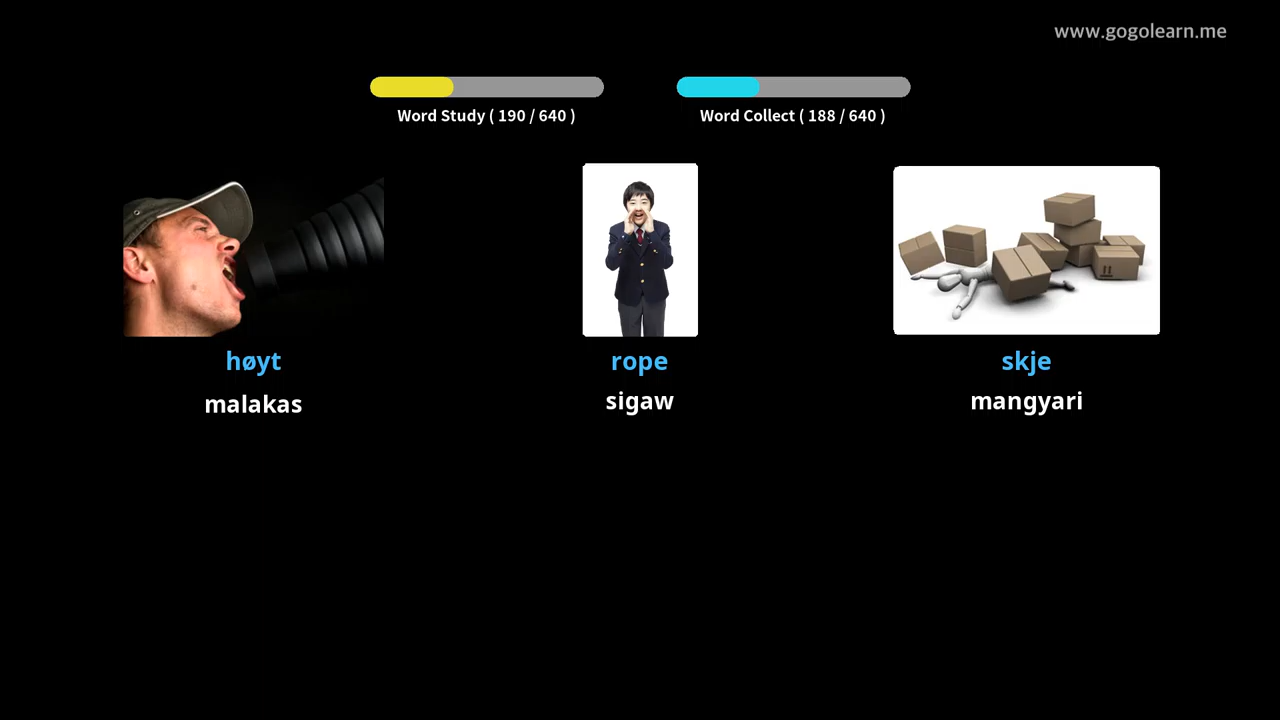 www.gogolearn.me
Word Study ( 190 / 640 )
Word Collect ( 188 / 640 )
høyt
rope
skje
malakas
sigaw
mangyari